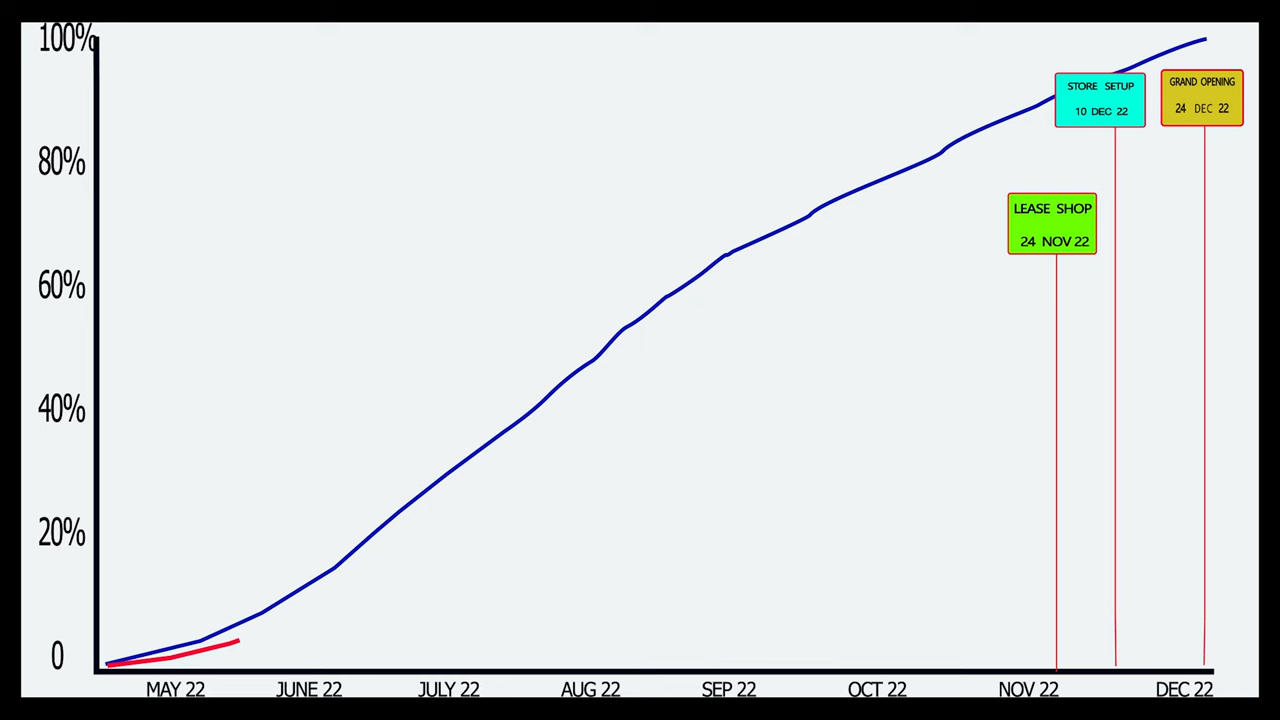 100%
80%
60%
40%
20%
0
STORE SETUP
10 DEC 22
GRAND OPENING
24 DEC 22
LEASE SHOP
24 NOV 22
MAY 22
JUNE 22
JULY 22
AUG 22
SEP 22
OCT 22
NOV 22
DEC 22